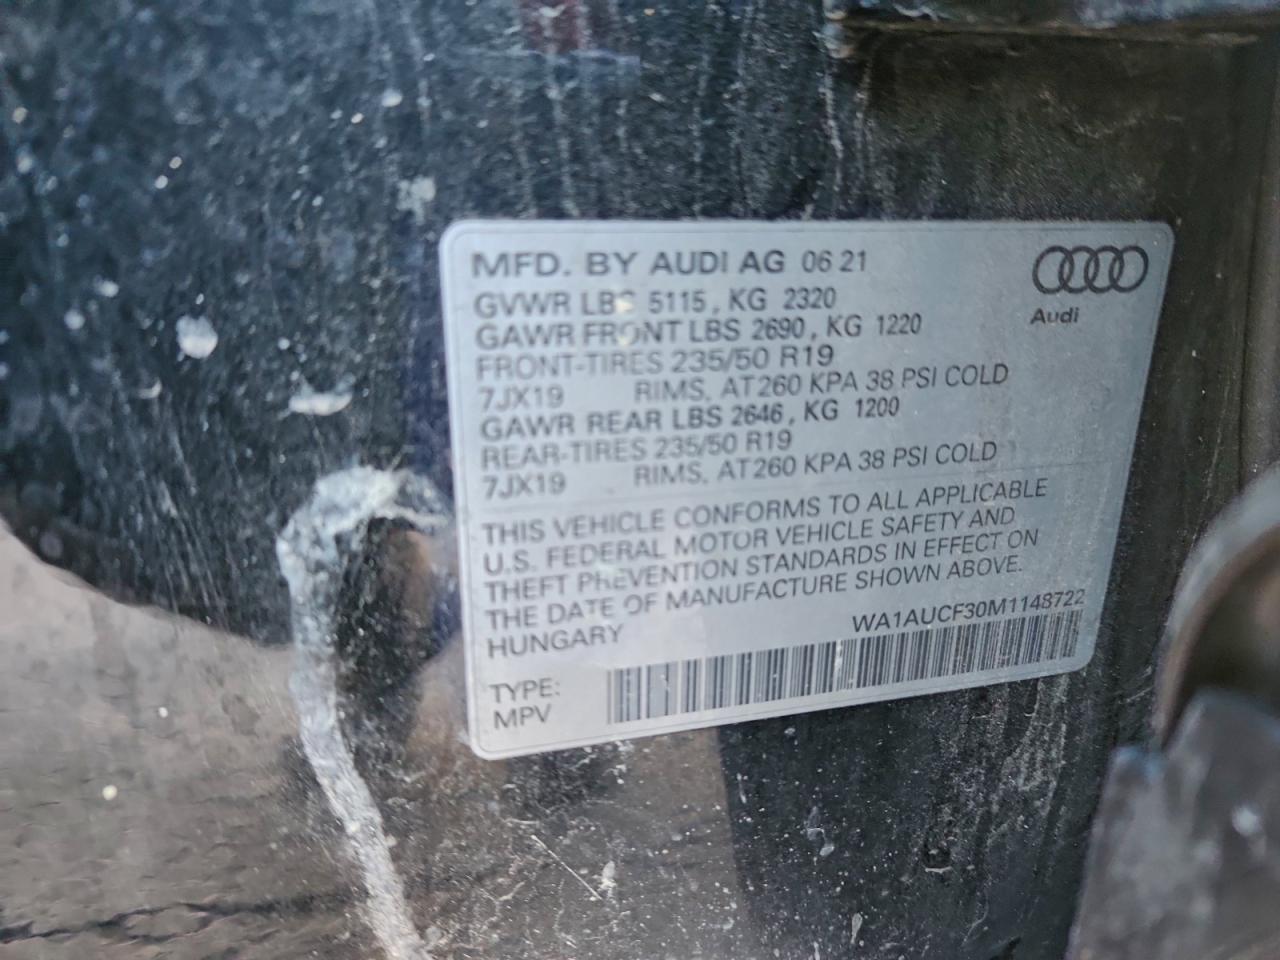 MFD. BY AUDI AG 06 21
GVWR LBS 5115, KG 2320
GAWR FRONT LBS 2690, KG 1220
FRONT-TIRES 235/50 R19
7JX19 RIMS, AT260 KPA 38 PSI COLD
GAWR REAR LBS 2646, KG 1200
REAR-TIRES 235/50 R19
7JX19 RIMS, AT260 KPA 38 PSI COLD
THIS VEHICLE CONFORMS TO ALL APPLICABLE
U.S. FEDERAL MOTOR VEHICLE SAFETY AND
THEFT PREVENTION STANDARDS IN EFFECT ON
THE DATE OF MANUFACTURE SHOWN ABOVE.
HUNGARY
WA1AUCF30M1148722
TYPE:
MPV
Audi